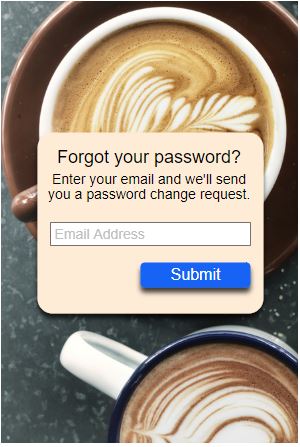 Forgot your password?
Enter your email and we'll send
you a password change request.
Email Address
Submit